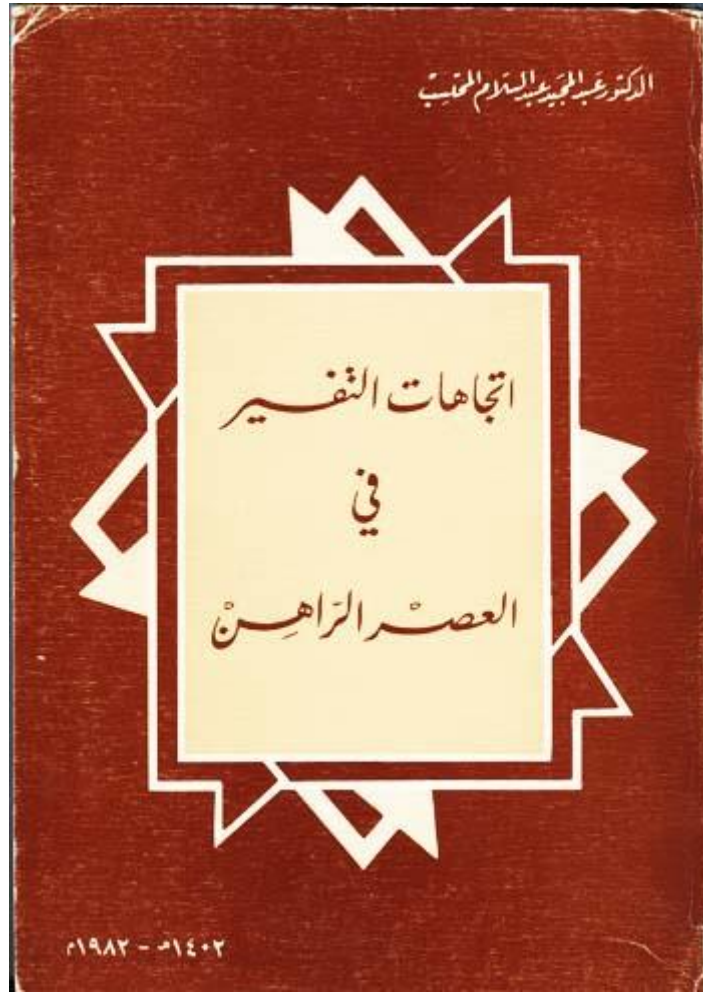 الدكتور عبد المجيد عبد السلام المحتسب
اتجاهات التفسير
في
العصر الراهن
١٤٠٢هـ - ١٩٨٢م